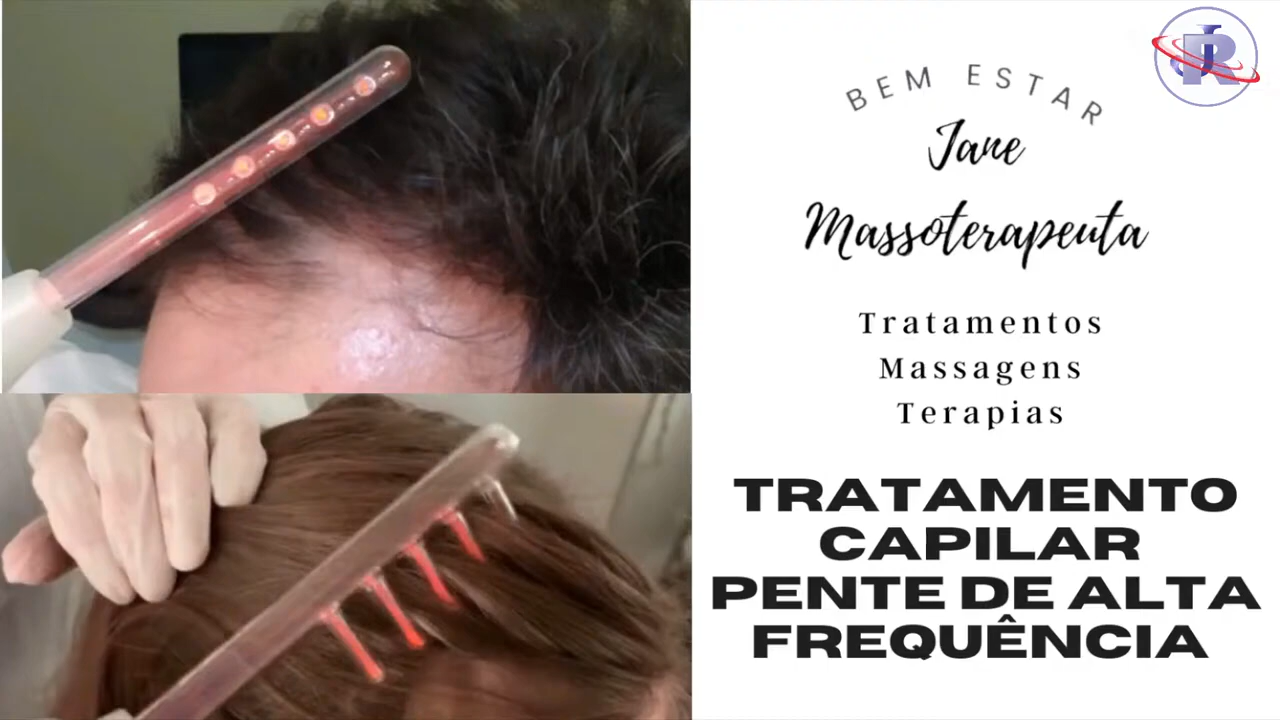 BEM ESTAR
Jane
Massoterapeuta
Tratamentos
Massagens
Terapias
TRATAMENTO
CAPILAR
PENTE DE ALTA
FREQUÊNCIA